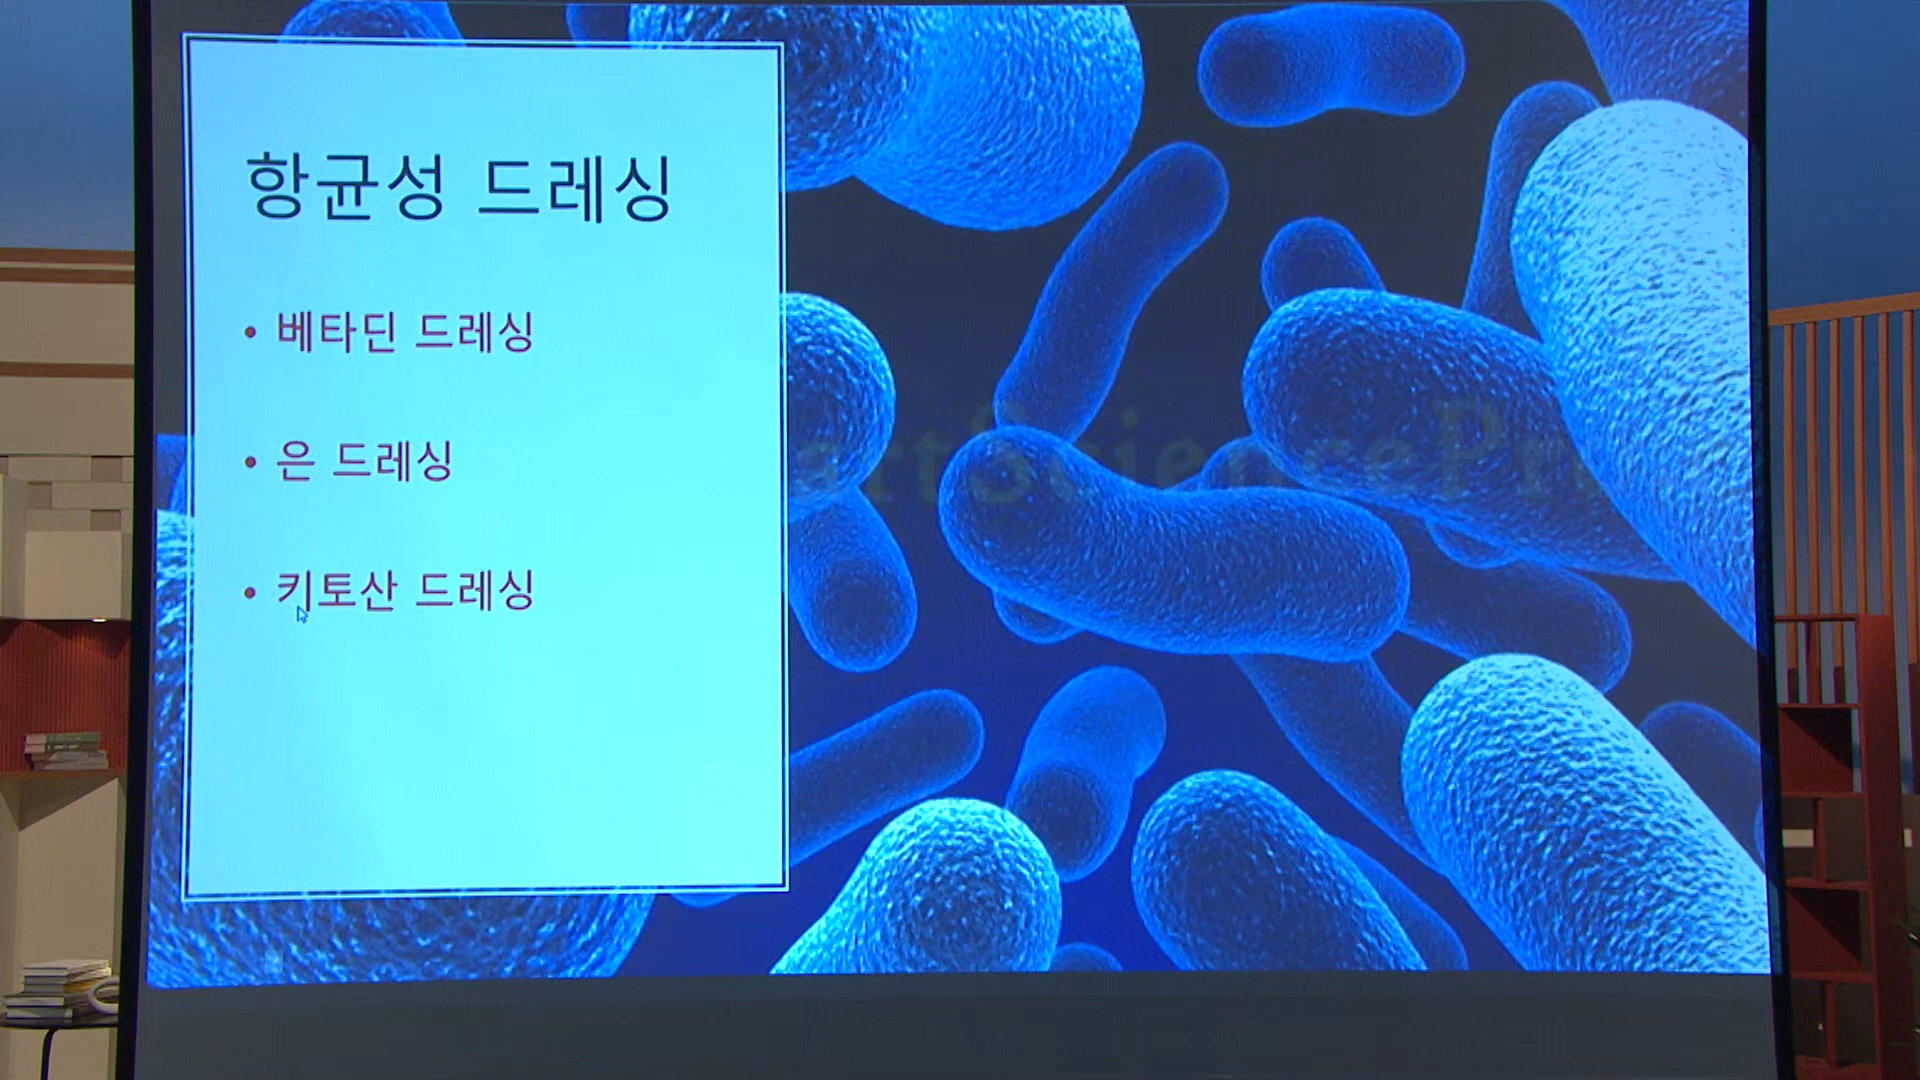 항균성 드레싱
• 베타딘 드레싱
• 은 드레싱
• 키토산 드레싱